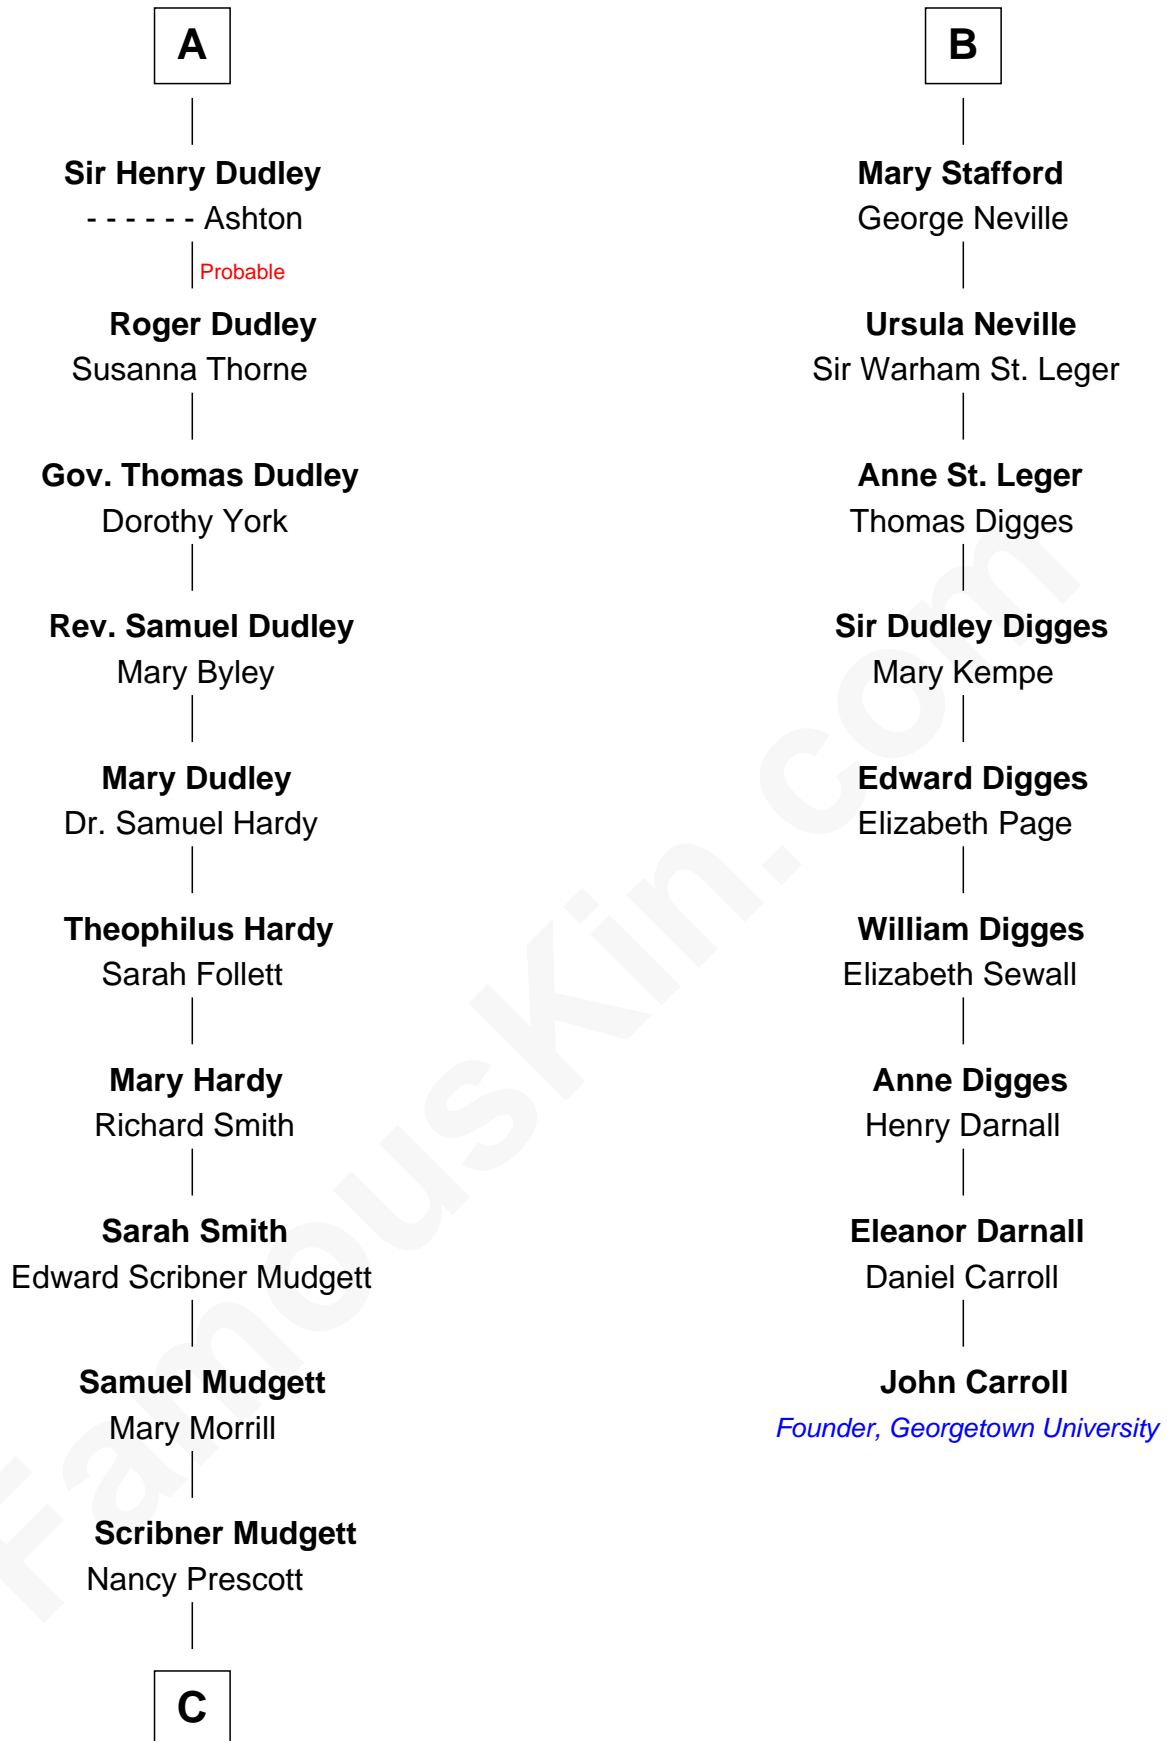 A
Sir Henry Dudley
- - - - - - Ashton
Probable
Roger Dudley
Susanna Thorne
Gov. Thomas Dudley
Dorothy York
Rev. Samuel Dudley
Mary Byley
Mary Dudley
Dr. Samuel Hardy
Theophilus Hardy
Sarah Follett
Mary Hardy
Richard Smith
Sarah Smith
Edward Scribner Mudgett
Samuel Mudgett
Mary Morrill
Scribner Mudgett
Nancy Prescott
C
B
Mary Stafford
George Neville
Ursula Neville
Sir Warham St. Leger
Anne St. Leger
Thomas Digges
Sir Dudley Digges
Mary Kempe
Edward Digges
Elizabeth Page
William Digges
Elizabeth Sewall
Anne Digges
Henry Darnall
Eleanor Darnall
Daniel Carroll
John Carroll
Founder, Georgetown University
FamousKin.com